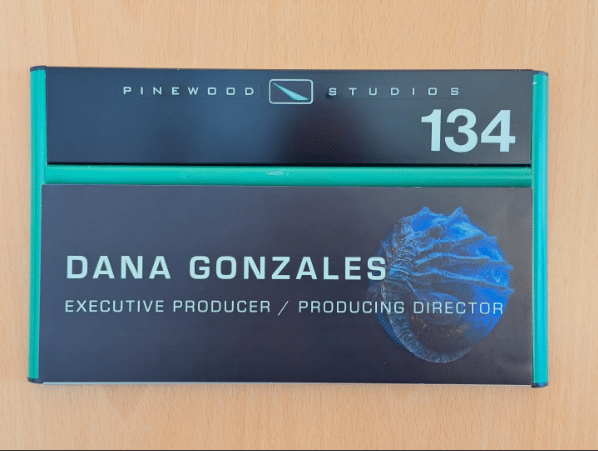 PINEWOOD STUDIOS
134
DANA GONZALES
EXECUTIVE PRODUCER / PRODUCING DIRECTOR